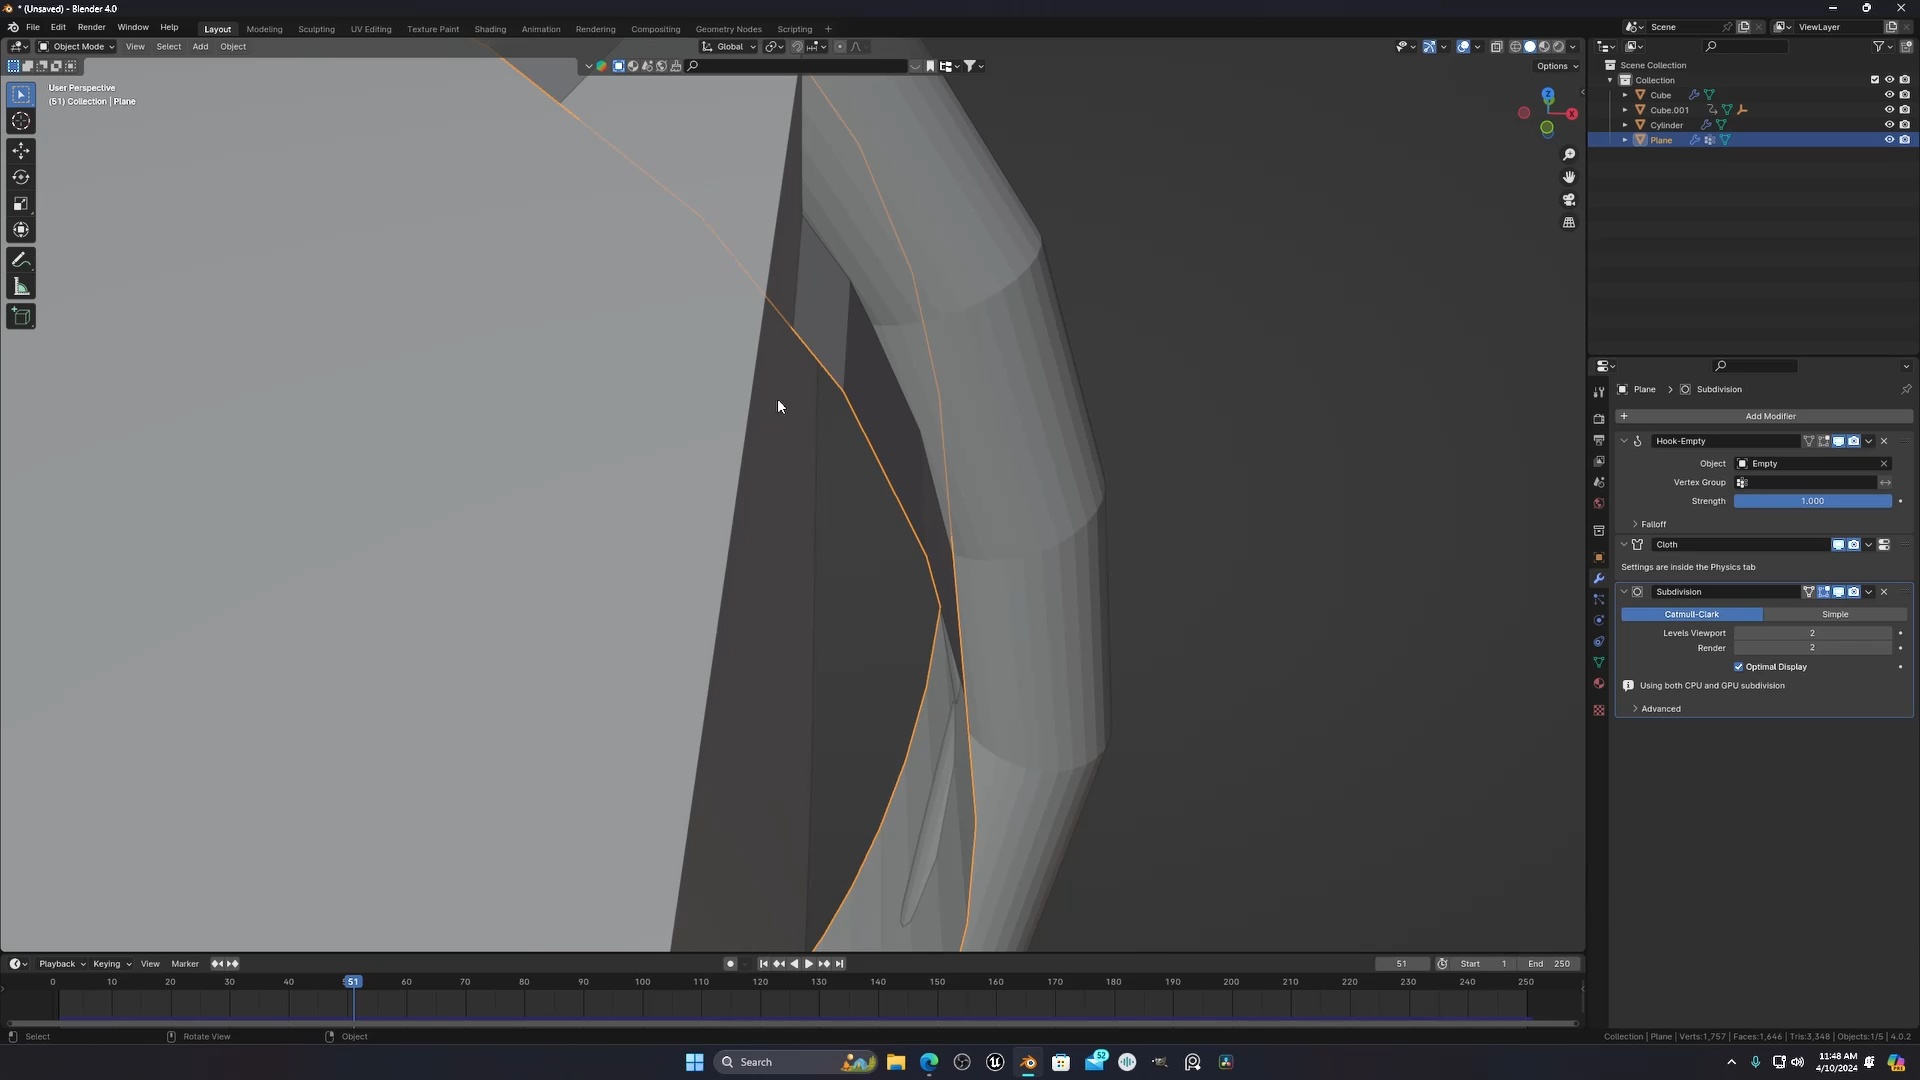 * (Unsaved) - Blender 4.0
File Edit Render Window Help
Layout Modeling Sculpting UV Editing Texture Paint Shading Animation Rendering Compositing Geometry Nodes Scripting +
Scene
ViewLayer
Object Mode View Select Add Object
Global
Options
User Perspective
(51) Collection | Plane
Z
X
Scene Collection
Collection
Cube
Cube.001
Cylinder
Plane
Plane > Subdivision
+ Add Modifier
Hook-Empty
Object Empty
Vertex Group
Strength 1.000
Falloff
Cloth
Settings are inside the Physics tab
Subdivision
Catmull-Clark Simple
Levels Viewport 2
Render 2
Optimal Display
Using both CPU and GPU subdivision
Advanced
Playback Keying View Marker
51 Start 1 End 250
0 10 20 30 40 51 60 70 80 90 100 110 120 130 140 150 160 170 180 190 200 210 220 230 240 250
Select Rotate View Object
Collection | Plane | Verts:1,757 | Faces:1,646 | Tris:3,348 | Objects:1/5 | 4.0.2
Search
52
11:48 AM
4/10/2024